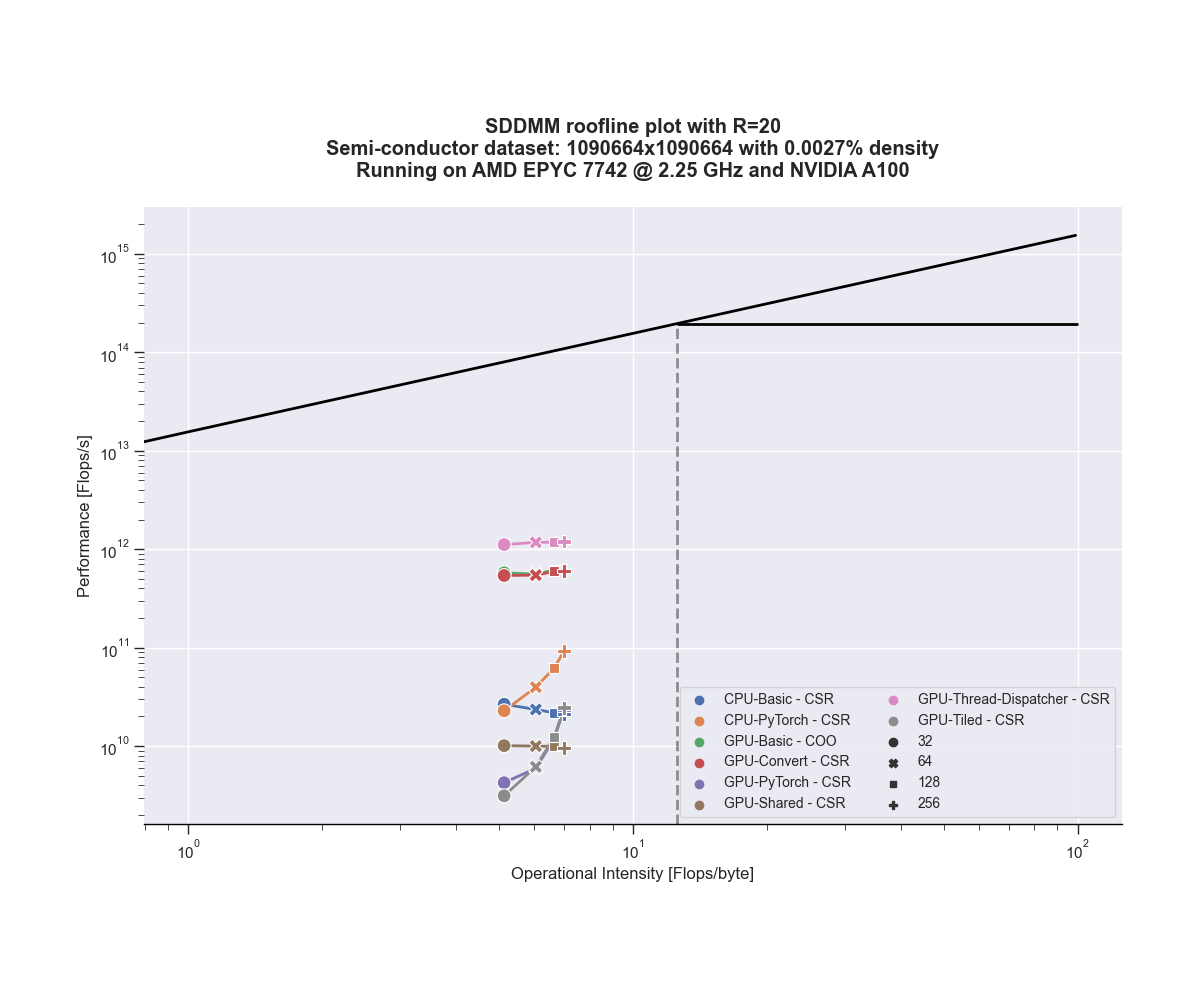 SDDMM roofline plot with R=20
Semi-conductor dataset: 1090664x1090664 with 0.0027% density
Running on AMD EPYC 7742 @ 2.25 GHz and NVIDIA A100
Performance [Flops/s]
10^15
10^14
10^13
10^12
10^11
10^10
CPU-Basic - CSR
CPU-PyTorch - CSR
GPU-Basic - COO
GPU-Convert - CSR
GPU-PyTorch - CSR
GPU-Shared - CSR
GPU-Thread-Dispatcher - CSR
GPU-Tiled - CSR
32
64
128
256
10^0
10^1
10^2
Operational Intensity [Flops/byte]